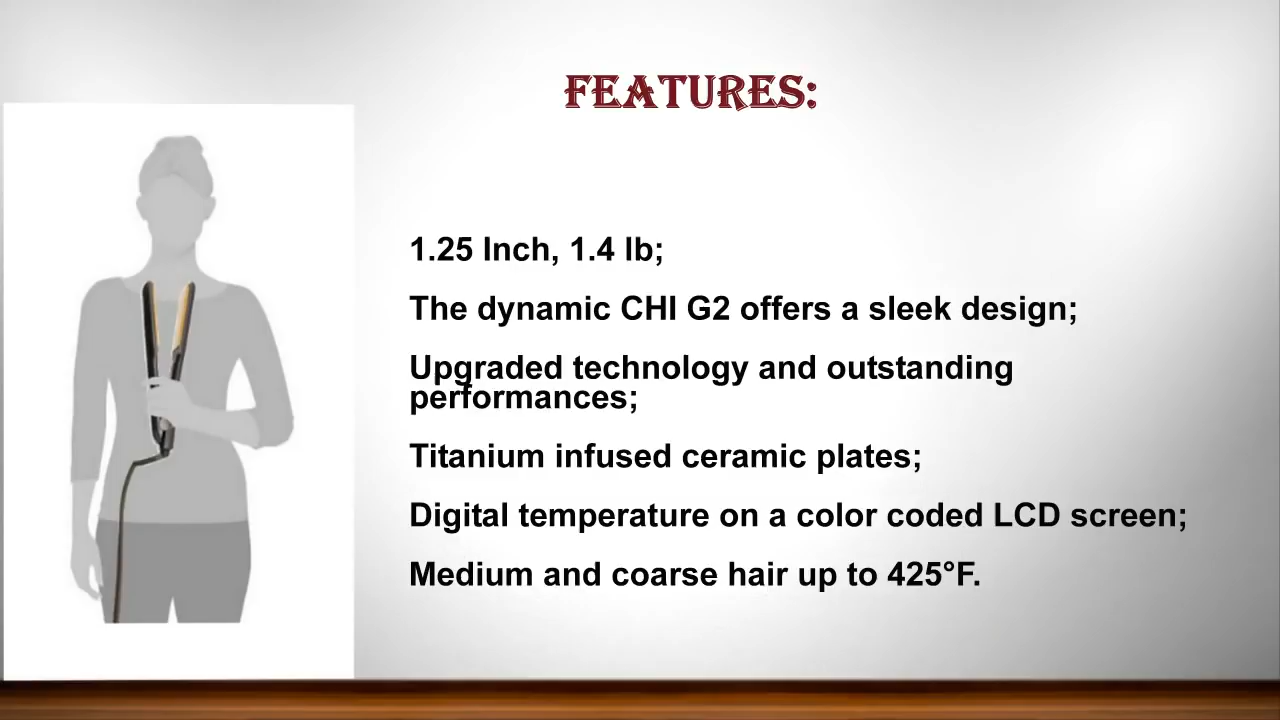 FEATURES:
1.25 Inch, 1.4 lb;
The dynamic CHI G2 offers a sleek design;
Upgraded technology and outstanding
performances;
Titanium infused ceramic plates;
Digital temperature on a color coded LCD screen;
Medium and coarse hair up to 425°F.